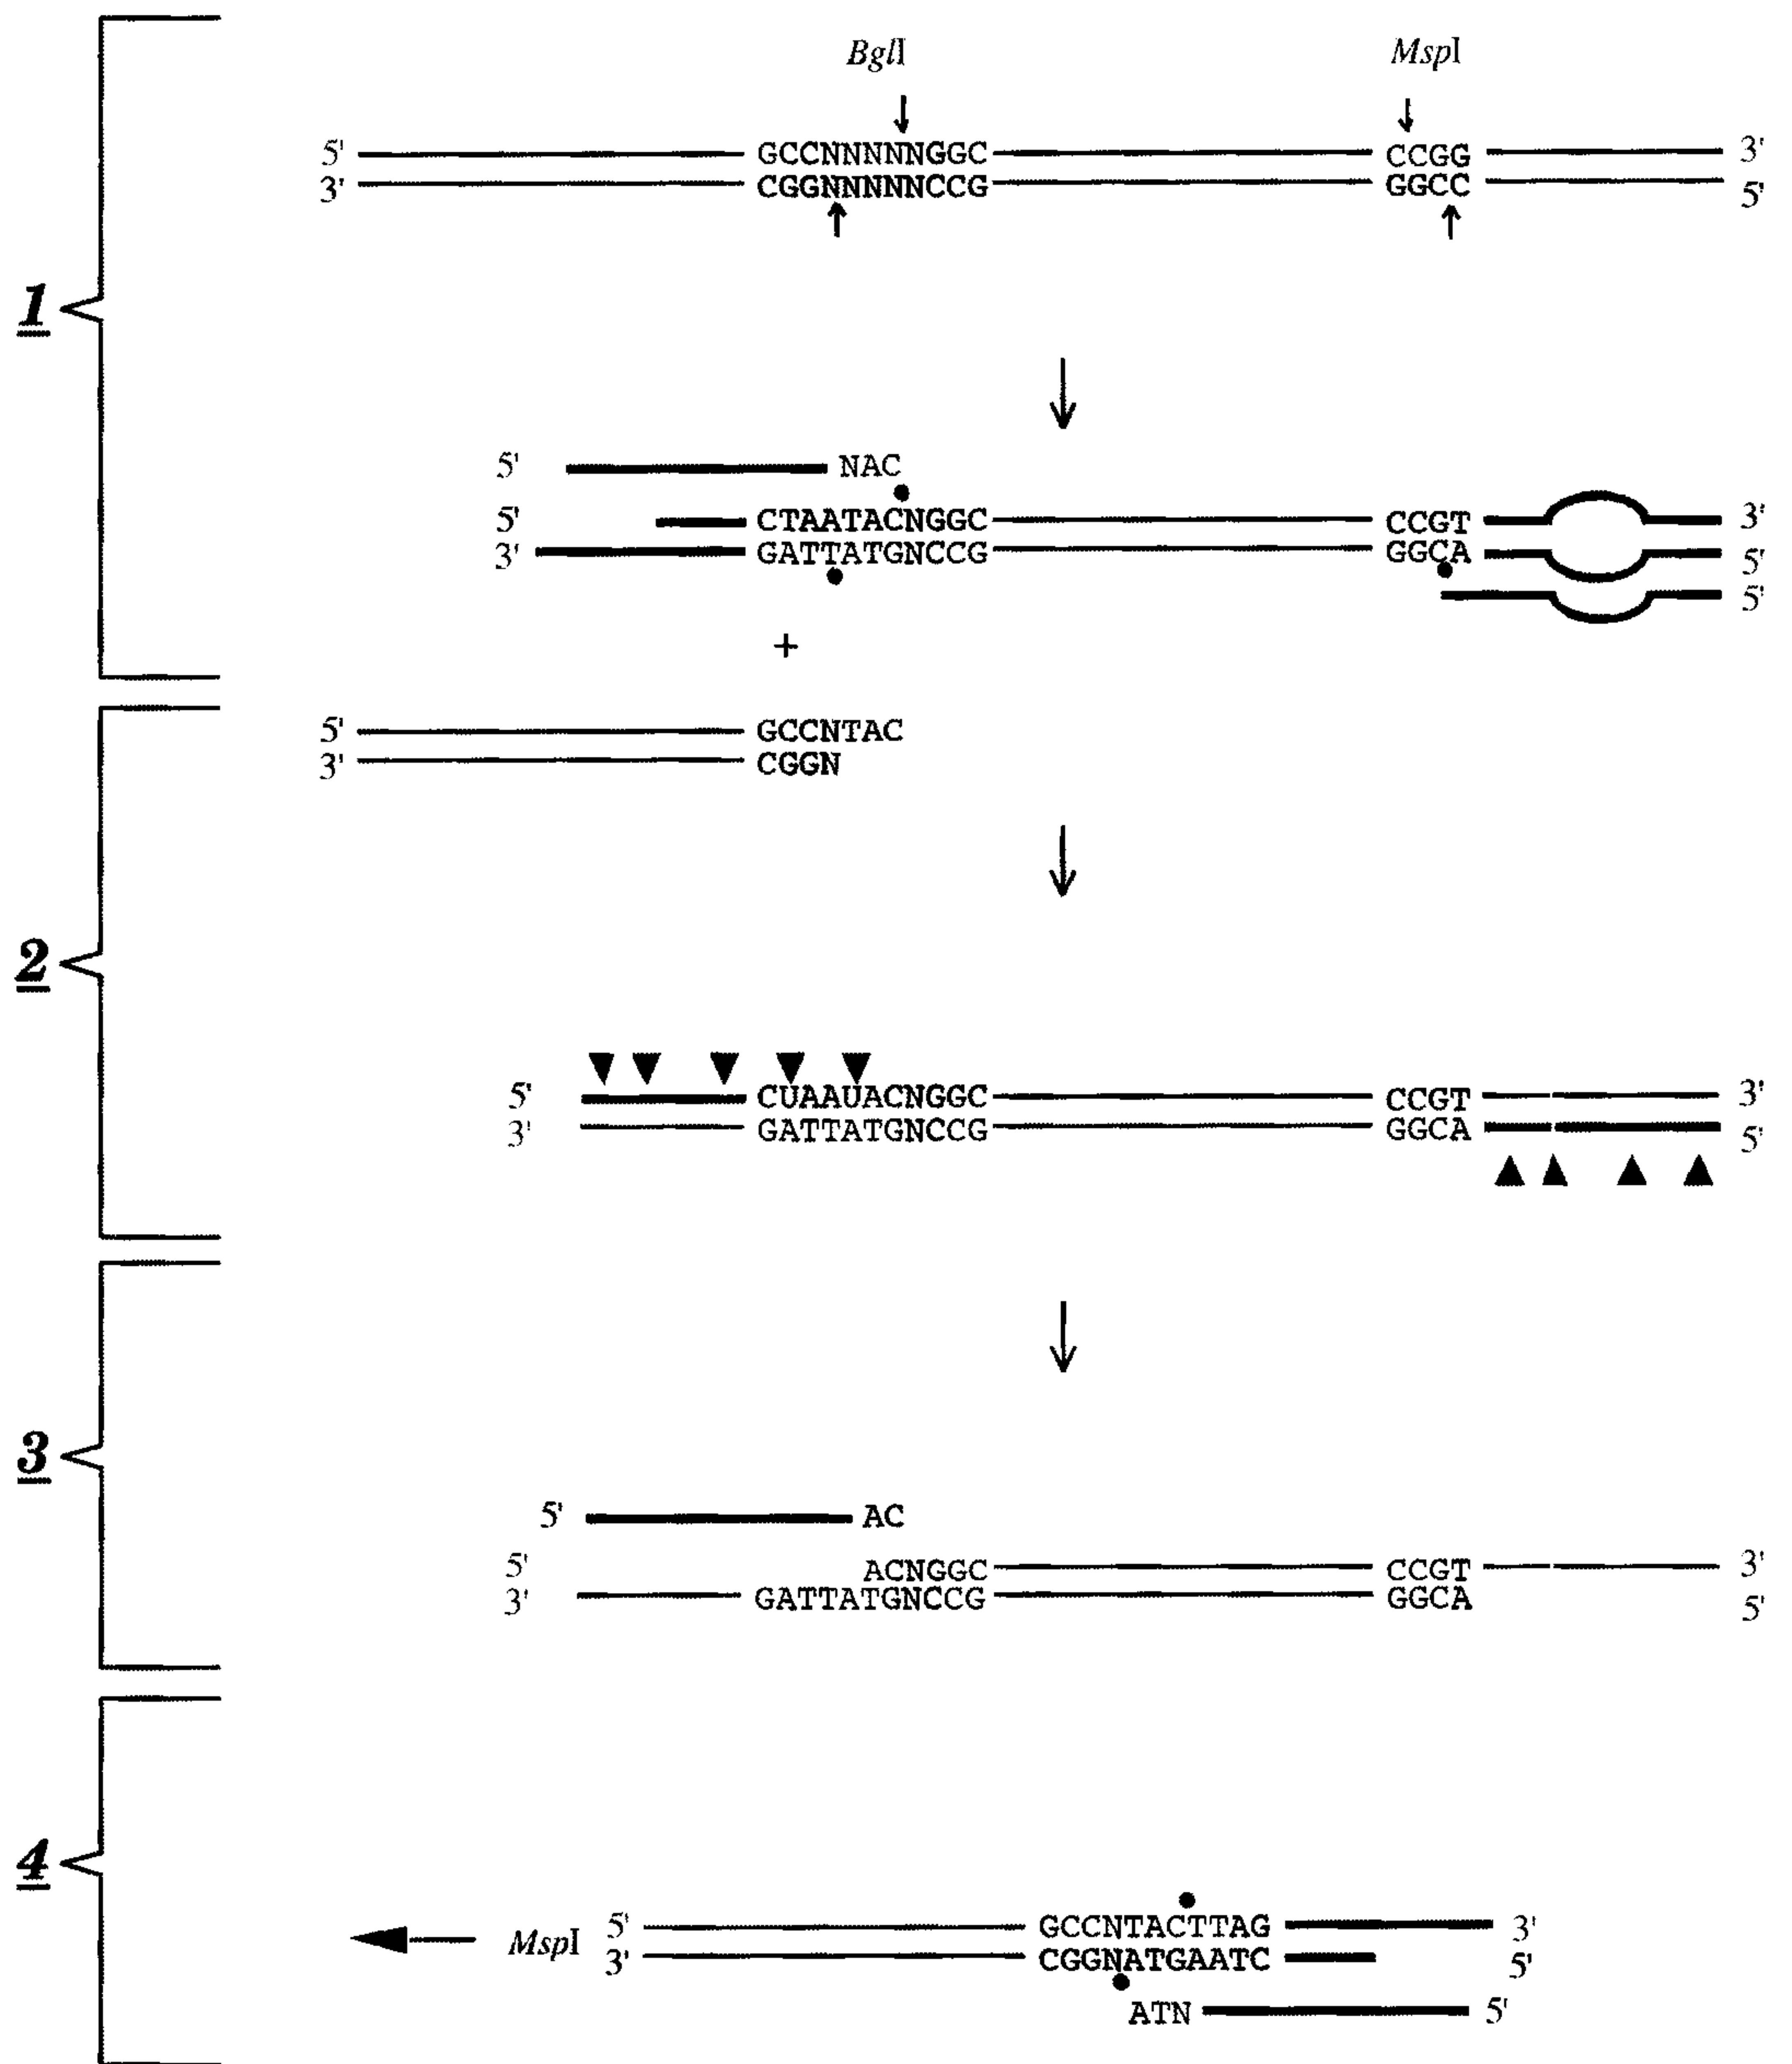 BglI MspI
5' GCCNNNNNGGC CCGG 3'
3' CGGNNNNNCCG GGCC 5'
1
5' NAC
5' CTAATACNGGC CCGT 3'
3' GATTATGNCCG GGCA 5'
5'
+
5' GCCNTAC
3' CGGN
2
5' CUAAUACNGGC CCGT 3'
3' GATTATGNCCG GGCA 5'
3
5' AC
5' ACNGGC CCGT 3'
3' GATTATGNCCG GGCA 5'
4
MspI 5' GCCNTACTTAG 3'
3' CGGNATGAATC 5'
ATN 5'